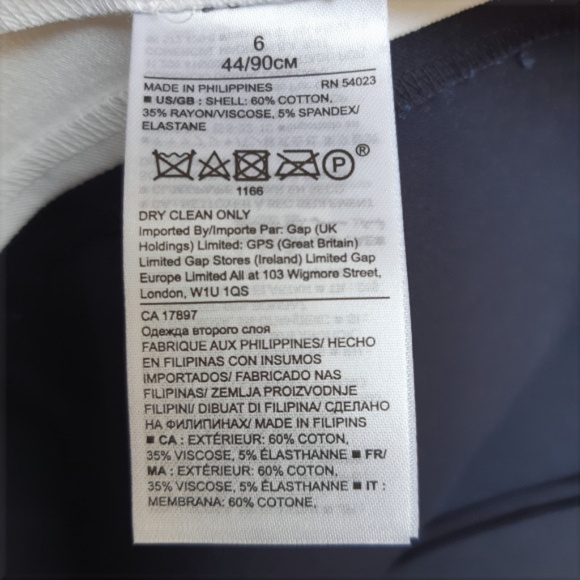 6
44/90CM
MADE IN PHILIPPINES RN 54023
■ US/GB : SHELL: 60% COTTON,
35% RAYON/VISCOSE, 5% SPANDEX/
ELASTANE
P ®
1166
DRY CLEAN ONLY
Imported By/Importe Par: Gap (UK
Holdings) Limited: GPS (Great Britain)
Limited Gap Stores (Ireland) Limited Gap
Europe Limited All at 103 Wigmore Street,
London, W1U 1QS
CA 17897
Одежда второго слоя
FABRIQUE AUX PHILIPPINES/ HECHO
EN FILIPINAS CON INSUMOS
IMPORTADOS/ FABRICADO NAS
FILIPINAS/ ZEMLJA PROIZVODNJE
FILIPINI/ DIBUAT DI FILIPINA/ СДЕЛАНО
НА ФИЛИПИНАХ/ MADE IN FILIPINS
■ CA : EXTÉRIEUR: 60% COTON,
35% VISCOSE, 5% ÉLASTHANNE ■ FR/
MA : EXTÉRIEUR: 60% COTON,
35% VISCOSE, 5% ÉLASTHANNE ■ IT :
MEMBRANA: 60% COTONE,